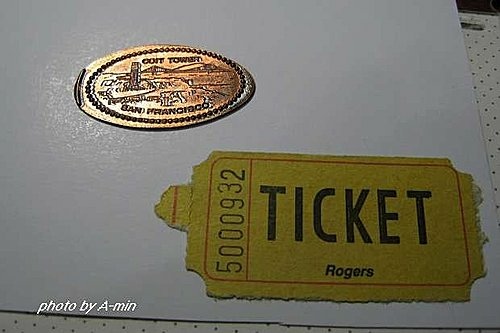 COIT TOWER
SAN FRANCISCO
5000932
TICKET
Rogers
photo by A-min